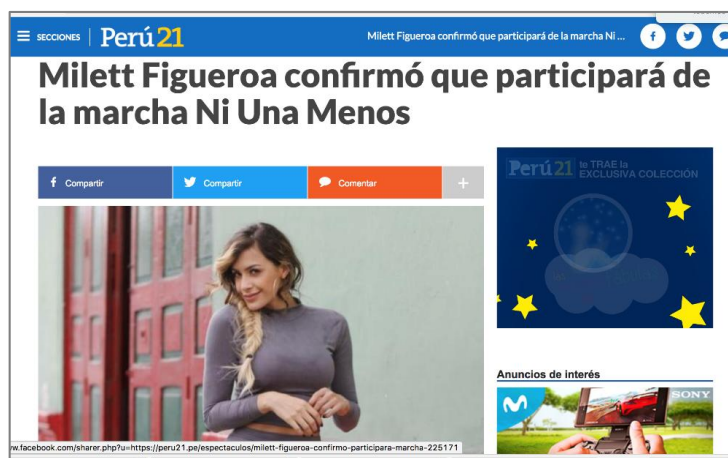 SECCIONES Perú21
Milett Figueroa confirmó que participará de la marcha Ni ...
Milett Figueroa confirmó que participará de
la marcha Ni Una Menos
Compartir
Compartir
Comentar
Perú21 te TRAE la
EXCLUSIVA COLECCIÓN
Anuncios de interés
SONY
w.facebook.com/sharer.php?u=https://peru21.pe/espectaculos/milett-figueroa-confirmo-participara-marcha-225171